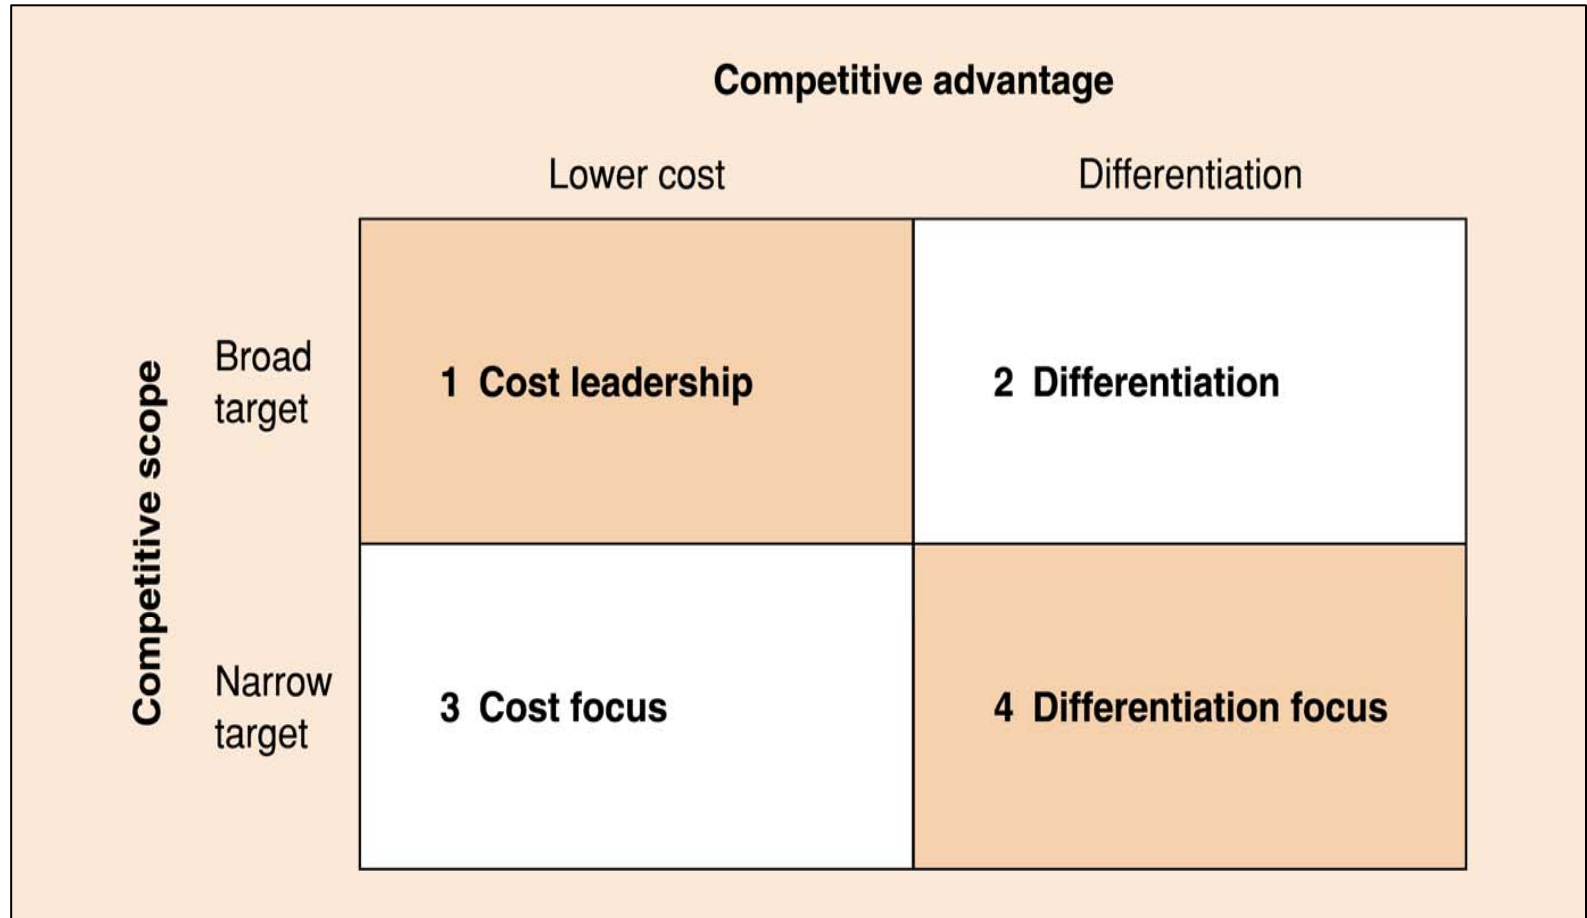 Competitive advantage
Lower cost
Differentiation
Competitive scope
Broad
target
1 Cost leadership
2 Differentiation
Narrow
target
3 Cost focus
4 Differentiation focus